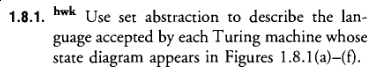 1.8.1. hwk Use set abstraction to describe the lan-
guage accepted by each Turing machine whose
state diagram appears in Figures 1.8.1(a)–(f).